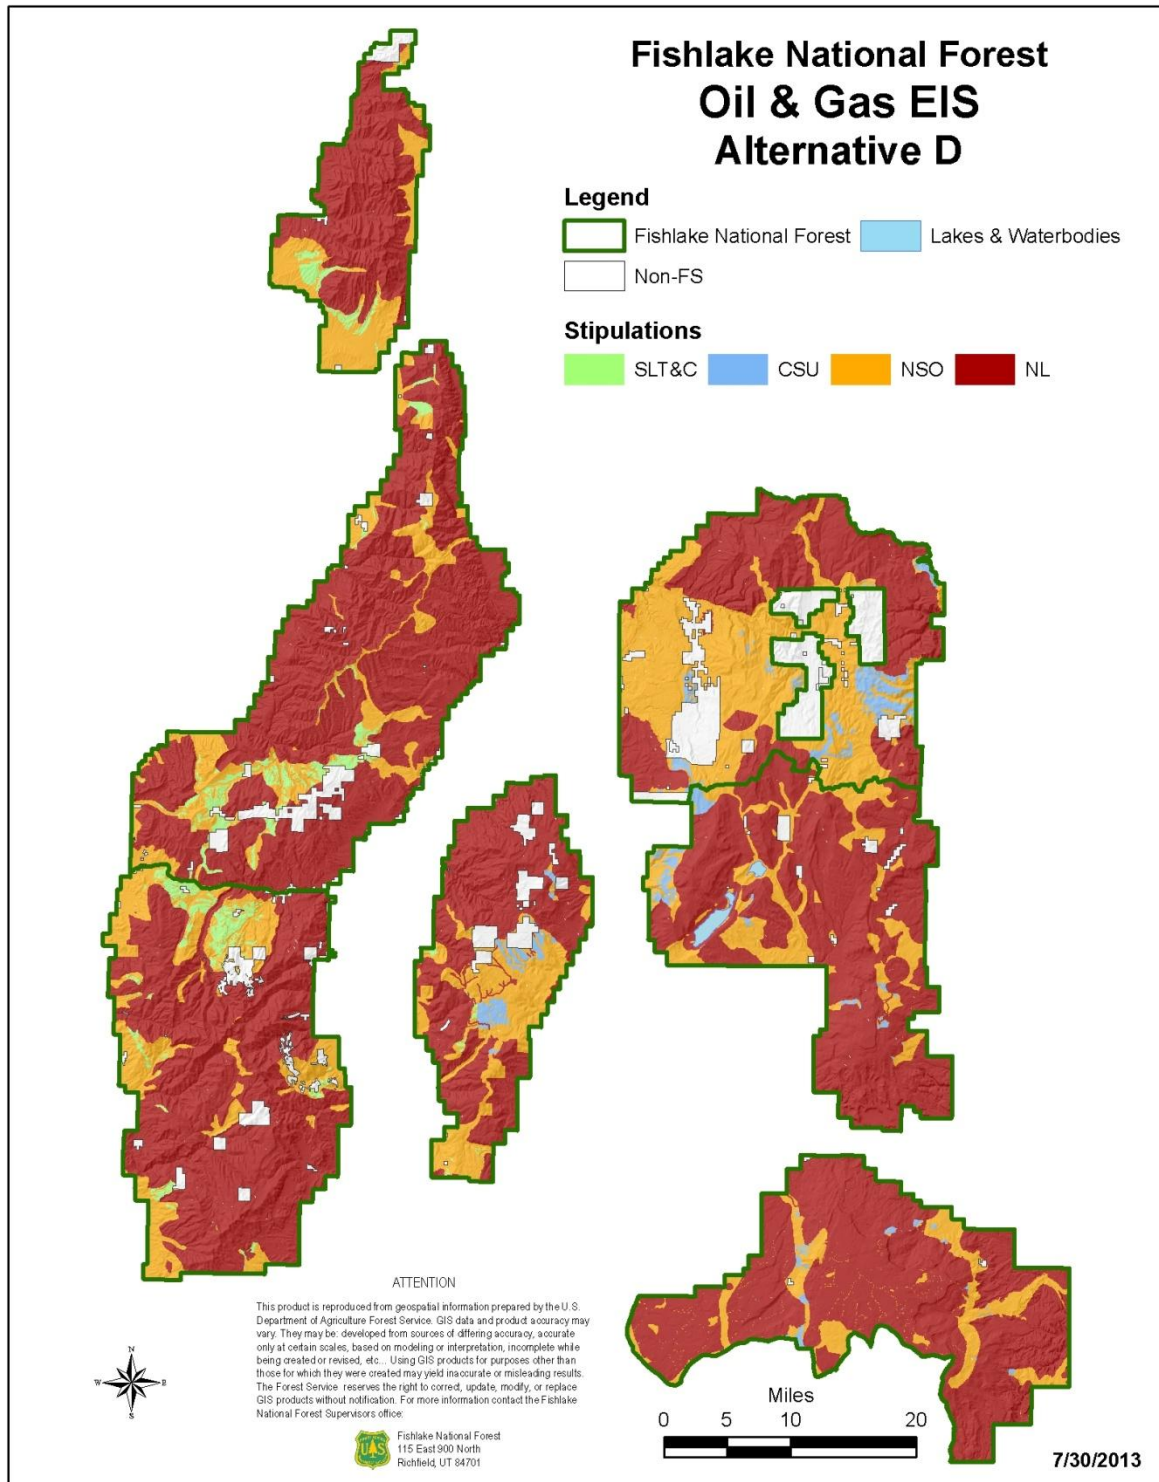 Fishlake National Forest
Oil & Gas EIS
Alternative D
Legend
Fishlake National Forest
Lakes & Waterbodies
Non-FS
Stipulations
SLT&C
CSU
NSO
NL
ATTENTION
This product is reproduced from geospatial information prepared by the U.S.
Department of Agriculture Forest Service. GIS data and product accuracy may
vary. They may be: developed from sources of differing accuracy, accurate
only at certain scales, based on modeling or interpretation, incomplete while
being created or revised, etc... Using GIS products for purposes other than
those for which they were created may yield inaccurate or misleading results.
The Forest Service reserves the right to correct, update, modify, or replace
GIS products without notification. For more information contact the Fishlake
National Forest Supervisors office:
N
W
E
S
U S
Fishlake National Forest
115 East 900 North
Richfield, UT 84701
Miles
0 5 10 20
7/30/2013